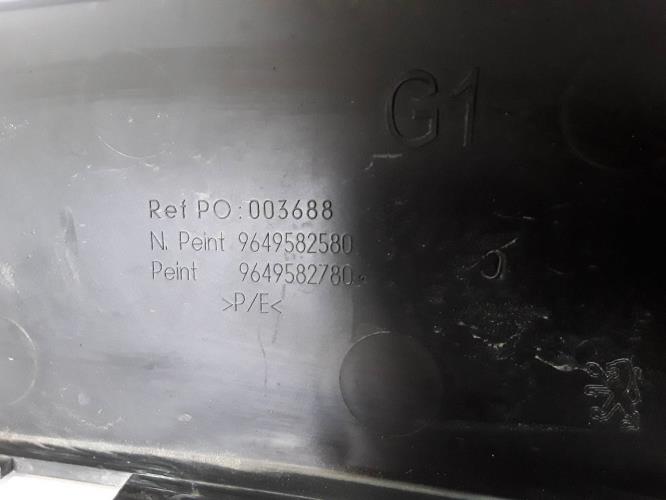 G1
Ref PO : 003688
N. Peint 9649582580
Peint 9649582780
>P/E<